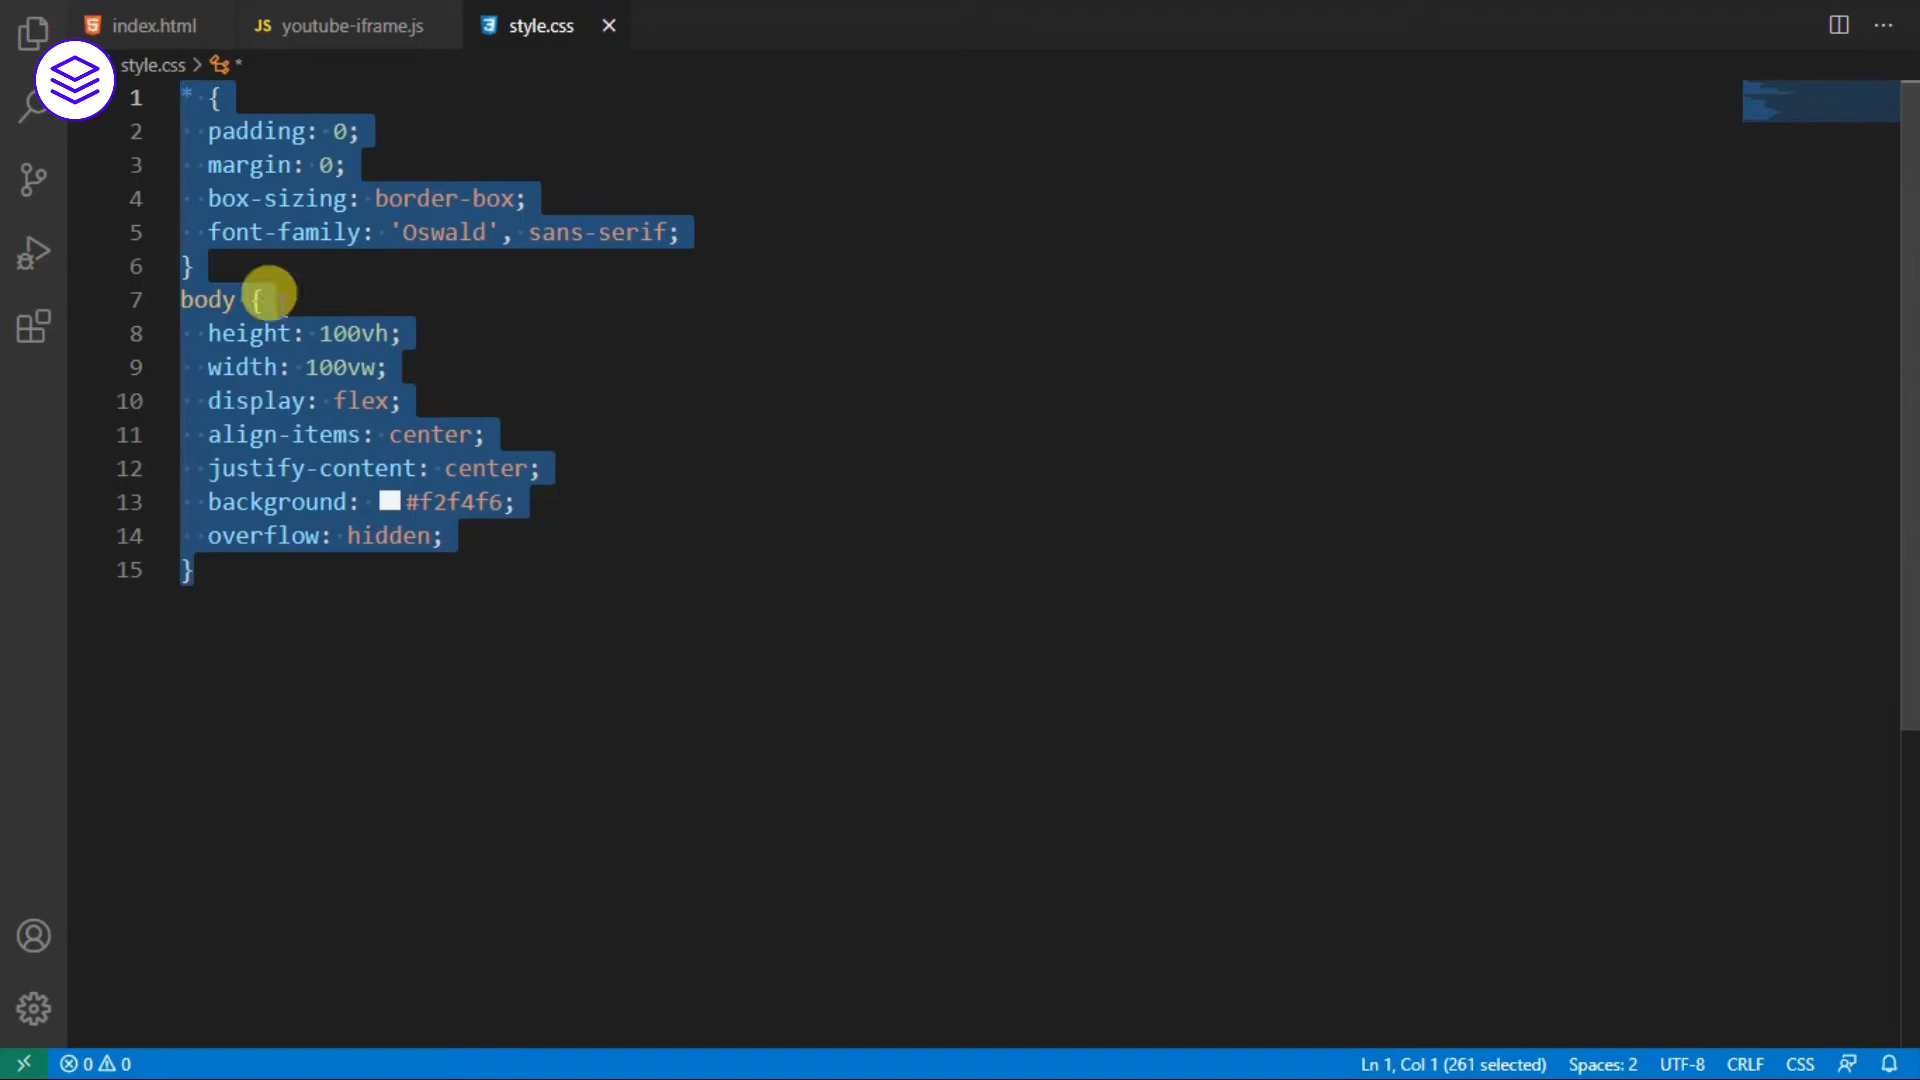 index.html
JS youtube-iframe.js
style.css
style.css > *
1 * {
2 padding: 0;
3 margin: 0;
4 box-sizing: border-box;
5 font-family: 'Oswald', sans-serif;
6 }
7 body {
8 height: 100vh;
9 width: 100vw;
10 display: flex;
11 align-items: center;
12 justify-content: center;
13 background: #f2f4f6;
14 overflow: hidden;
15 }
0 0
Ln 1, Col 1 (261 selected)
Spaces: 2
UTF-8
CRLF
CSS